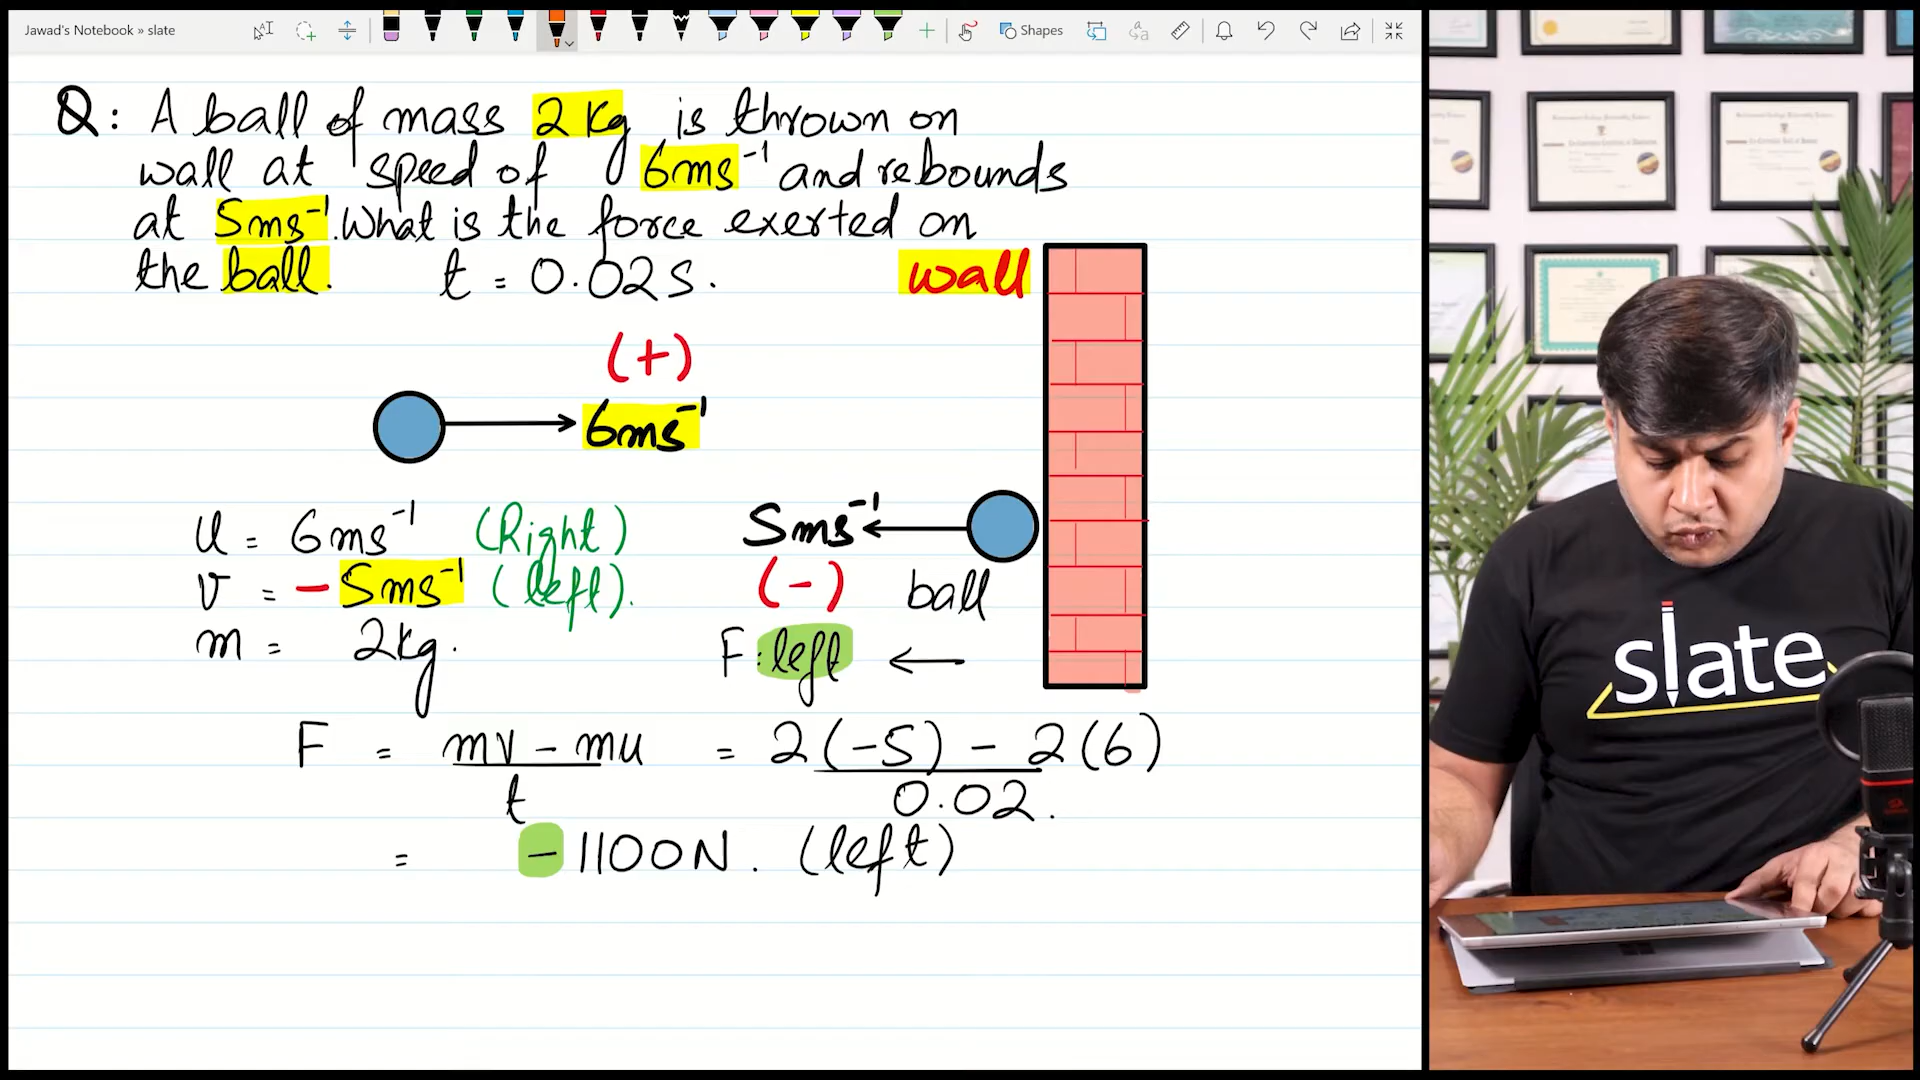 Jawad's Notebook » slate
Shapes
Q: A ball of mass 2 Kg is thrown on
wall at speed of 6ms⁻¹ and rebounds
at 5ms⁻¹. What is the force exerted on
the ball. t = 0.02s.
wall
(+)
6ms⁻¹
u = 6ms⁻¹ (Right)
v = - 5ms⁻¹ (left).
m = 2kg.
5ms⁻¹
(-) ball
F: left
F = mv - mu / t = 2(-5) - 2(6) / 0.02.
= -1100N. (left)
slate